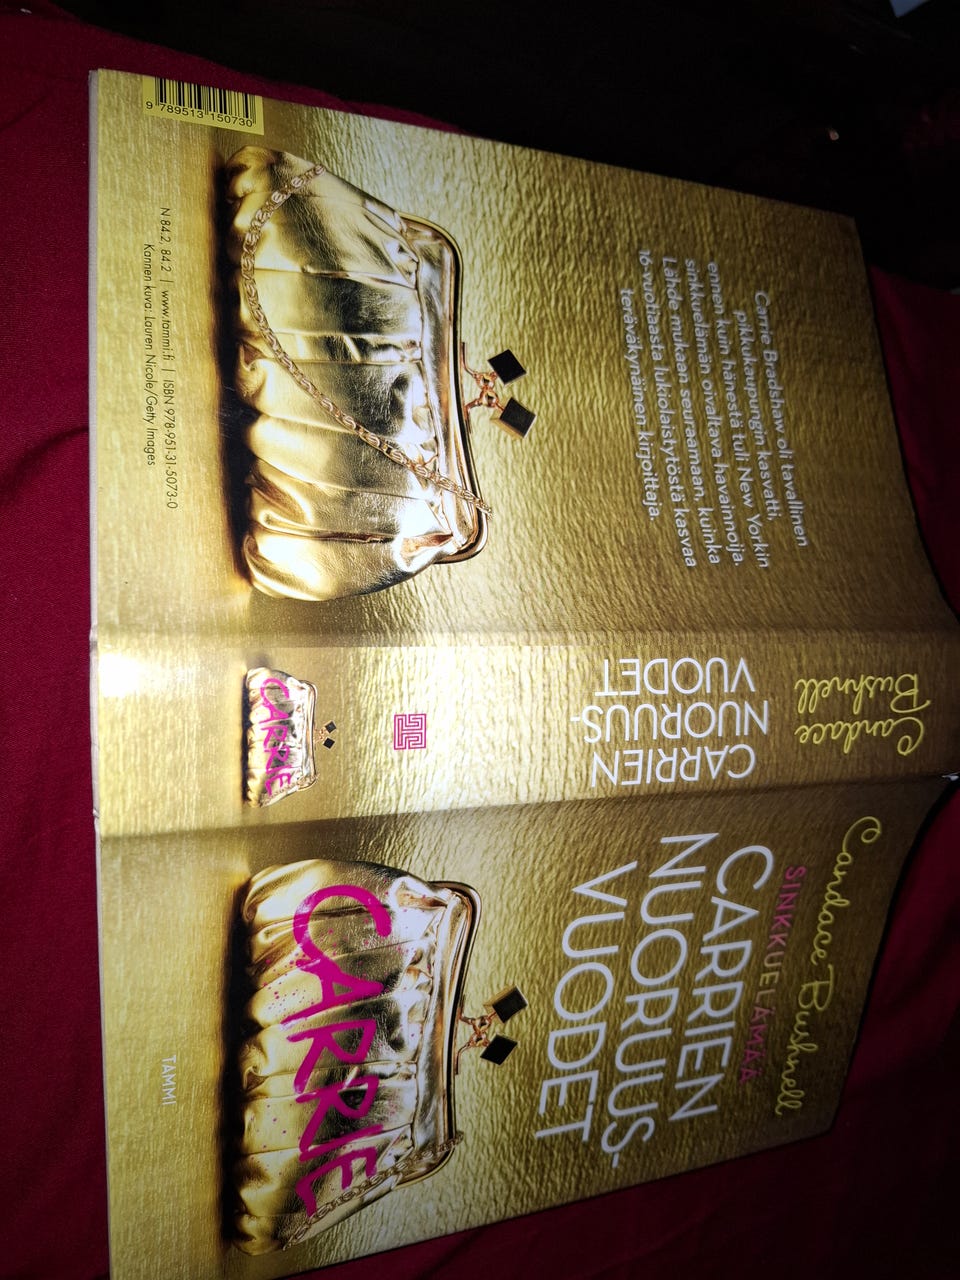 Candace Bushnell
SINKKUELÄMÄÄ
CARRIEN
NUORUUS-
VUODET
CARRIE
TAMMI
Candace
Bushnell
CARRIEN
NUORUUS-
VUODET
CARRIE
Carrie Bradshaw oli tavallinen
pikkukaupungin kasvatti,
ennen kuin hänestä tuli New Yorkin
sinkkuelämän oivaltava havainnoija.
Lähde mukaan seuraamaan, kuinka
16-vuotiaasta lukiolaistytöstä kasvaa
teräväkynäinen kirjoittaja.
9 789513 150730
N 84.2, 84.2 | www.tammi.fi | ISBN 978-951-31-5073-0
Kannen kuva: Lauren Nicole/Getty Images